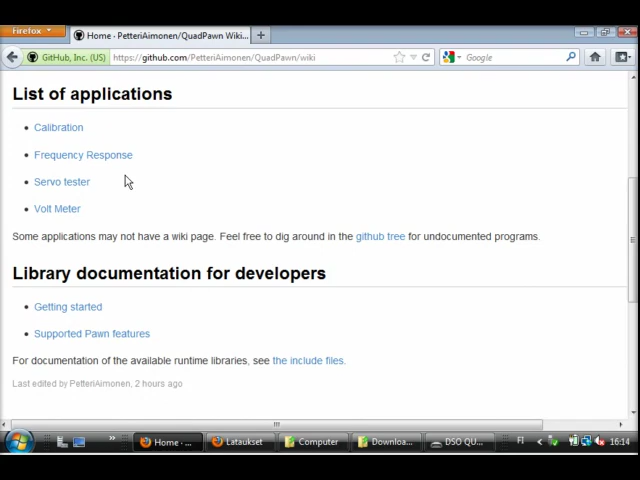 Firefox
Home · PetteriAimonen/QuadPawn Wiki...
GitHub, Inc. (US)
https://github.com/PetteriAimonen/QuadPawn/wiki
Google
List of applications
Calibration
Frequency Response
Servo tester
Volt Meter
Some applications may not have a wiki page. Feel free to dig around in the github tree for undocumented programs.
Library documentation for developers
Getting started
Supported Pawn features
For documentation of the available runtime libraries, see the include files.
Last edited by PetteriAimonen, 2 hours ago
Home - ...
Lataukset
Computer
Downloa...
DSO QU...
FI
16:14